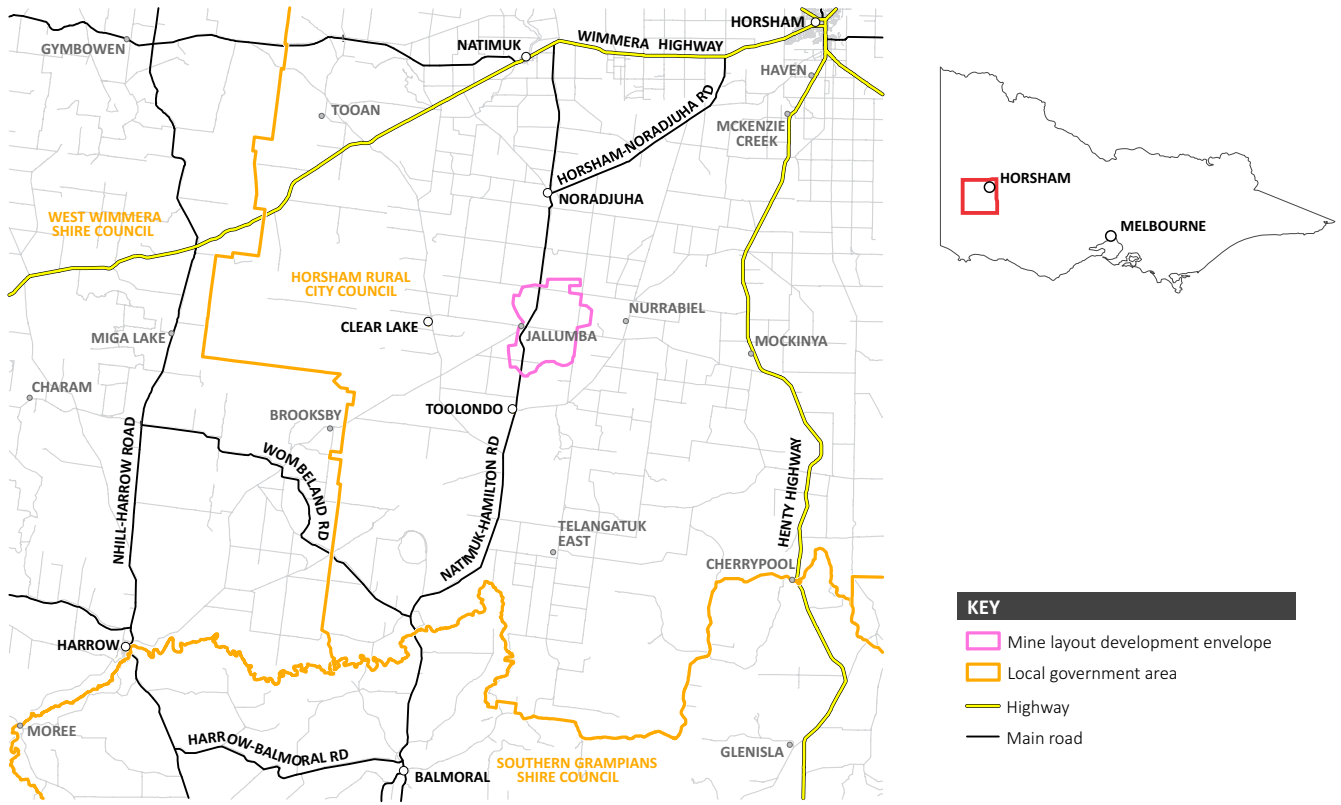 HORSHAM
GYMBOWEN
NATIMUK
WIMMERA HIGHWAY
HAVEN
TOOAN
MCKENZIE
CREEK
HORSHAM-NORADJUHA RD
NORADJUHA
WEST WIMMERA
SHIRE COUNCIL
HORSHAM RURAL
CITY COUNCIL
NURRABIEL
CLEAR LAKE
JALLUMBA
MIGA LAKE
MOCKINYA
CHARAM
BROOKSBY
TOOLONDO
NHILL-HARROW ROAD
WOMBELAND RD
NATIMUK-HAMILTON RD
HENTY HIGHWAY
TELANGATUK
EAST
CHERRYPOOL
HARROW
MOREE
HARROW-BALMORAL RD
BALMORAL
SOUTHERN GRAMPIANS
SHIRE COUNCIL
GLENISLA
HORSHAM
MELBOURNE
KEY
Mine layout development envelope
Local government area
Highway
Main road